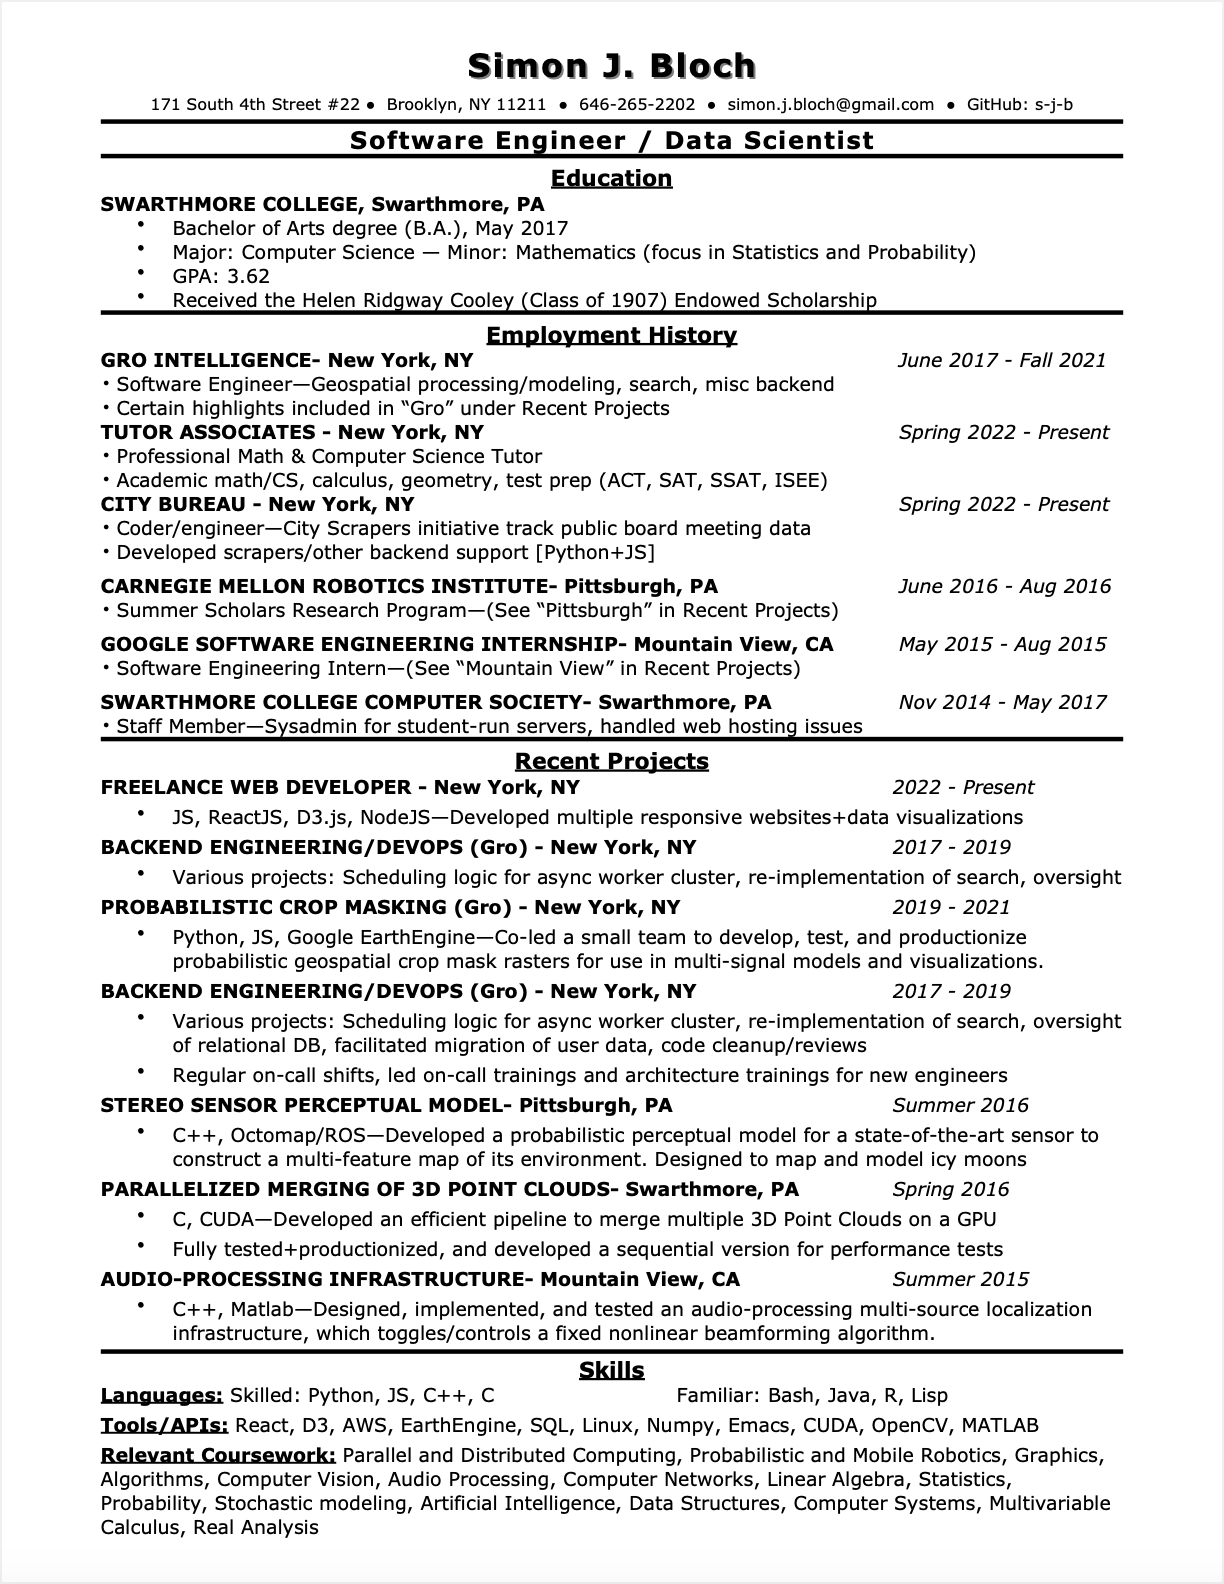 Simon J. Bloch
171 South 4th Street #22 ● Brooklyn, NY 11211 ● 646-265-2202 ● simon.j.bloch@gmail.com ● GitHub: s-j-b
Software Engineer / Data Scientist
Education
SWARTHMORE COLLEGE, Swarthmore, PA
• Bachelor of Arts degree (B.A.), May 2017
• Major: Computer Science — Minor: Mathematics (focus in Statistics and Probability)
• GPA: 3.62
• Received the Helen Ridgway Cooley (Class of 1907) Endowed Scholarship
Employment History
GRO INTELLIGENCE- New York, NY June 2017 - Fall 2021
• Software Engineer—Geospatial processing/modeling, search, misc backend
• Certain highlights included in “Gro” under Recent Projects
TUTOR ASSOCIATES - New York, NY Spring 2022 - Present
• Professional Math & Computer Science Tutor
• Academic math/CS, calculus, geometry, test prep (ACT, SAT, SSAT, ISEE)
CITY BUREAU - New York, NY Spring 2022 - Present
• Coder/engineer—City Scrapers initiative track public board meeting data
• Developed scrapers/other backend support [Python+JS]
CARNEGIE MELLON ROBOTICS INSTITUTE- Pittsburgh, PA June 2016 - Aug 2016
• Summer Scholars Research Program—(See “Pittsburgh” in Recent Projects)
GOOGLE SOFTWARE ENGINEERING INTERNSHIP- Mountain View, CA May 2015 - Aug 2015
• Software Engineering Intern—(See “Mountain View” in Recent Projects)
SWARTHMORE COLLEGE COMPUTER SOCIETY- Swarthmore, PA Nov 2014 - May 2017
• Staff Member—Sysadmin for student-run servers, handled web hosting issues
Recent Projects
FREELANCE WEB DEVELOPER - New York, NY 2022 - Present
• JS, ReactJS, D3.js, NodeJS—Developed multiple responsive websites+data visualizations
BACKEND ENGINEERING/DEVOPS (Gro) - New York, NY 2017 - 2019
• Various projects: Scheduling logic for async worker cluster, re-implementation of search, oversight
PROBABILISTIC CROP MASKING (Gro) - New York, NY 2019 - 2021
• Python, JS, Google EarthEngine—Co-led a small team to develop, test, and productionize
probabilistic geospatial crop mask rasters for use in multi-signal models and visualizations.
BACKEND ENGINEERING/DEVOPS (Gro) - New York, NY 2017 - 2019
• Various projects: Scheduling logic for async worker cluster, re-implementation of search, oversight
of relational DB, facilitated migration of user data, code cleanup/reviews
• Regular on-call shifts, led on-call trainings and architecture trainings for new engineers
STEREO SENSOR PERCEPTUAL MODEL- Pittsburgh, PA Summer 2016
• C++, Octomap/ROS—Developed a probabilistic perceptual model for a state-of-the-art sensor to
construct a multi-feature map of its environment. Designed to map and model icy moons
PARALLELIZED MERGING OF 3D POINT CLOUDS- Swarthmore, PA Spring 2016
• C, CUDA—Developed an efficient pipeline to merge multiple 3D Point Clouds on a GPU
• Fully tested+productionized, and developed a sequential version for performance tests
AUDIO-PROCESSING INFRASTRUCTURE- Mountain View, CA Summer 2015
• C++, Matlab—Designed, implemented, and tested an audio-processing multi-source localization
infrastructure, which toggles/controls a fixed nonlinear beamforming algorithm.
Skills
Languages: Skilled: Python, JS, C++, C Familiar: Bash, Java, R, Lisp
Tools/APIs: React, D3, AWS, EarthEngine, SQL, Linux, Numpy, Emacs, CUDA, OpenCV, MATLAB
Relevant Coursework: Parallel and Distributed Computing, Probabilistic and Mobile Robotics, Graphics,
Algorithms, Computer Vision, Audio Processing, Computer Networks, Linear Algebra, Statistics,
Probability, Stochastic modeling, Artificial Intelligence, Data Structures, Computer Systems, Multivariable
Calculus, Real Analysis